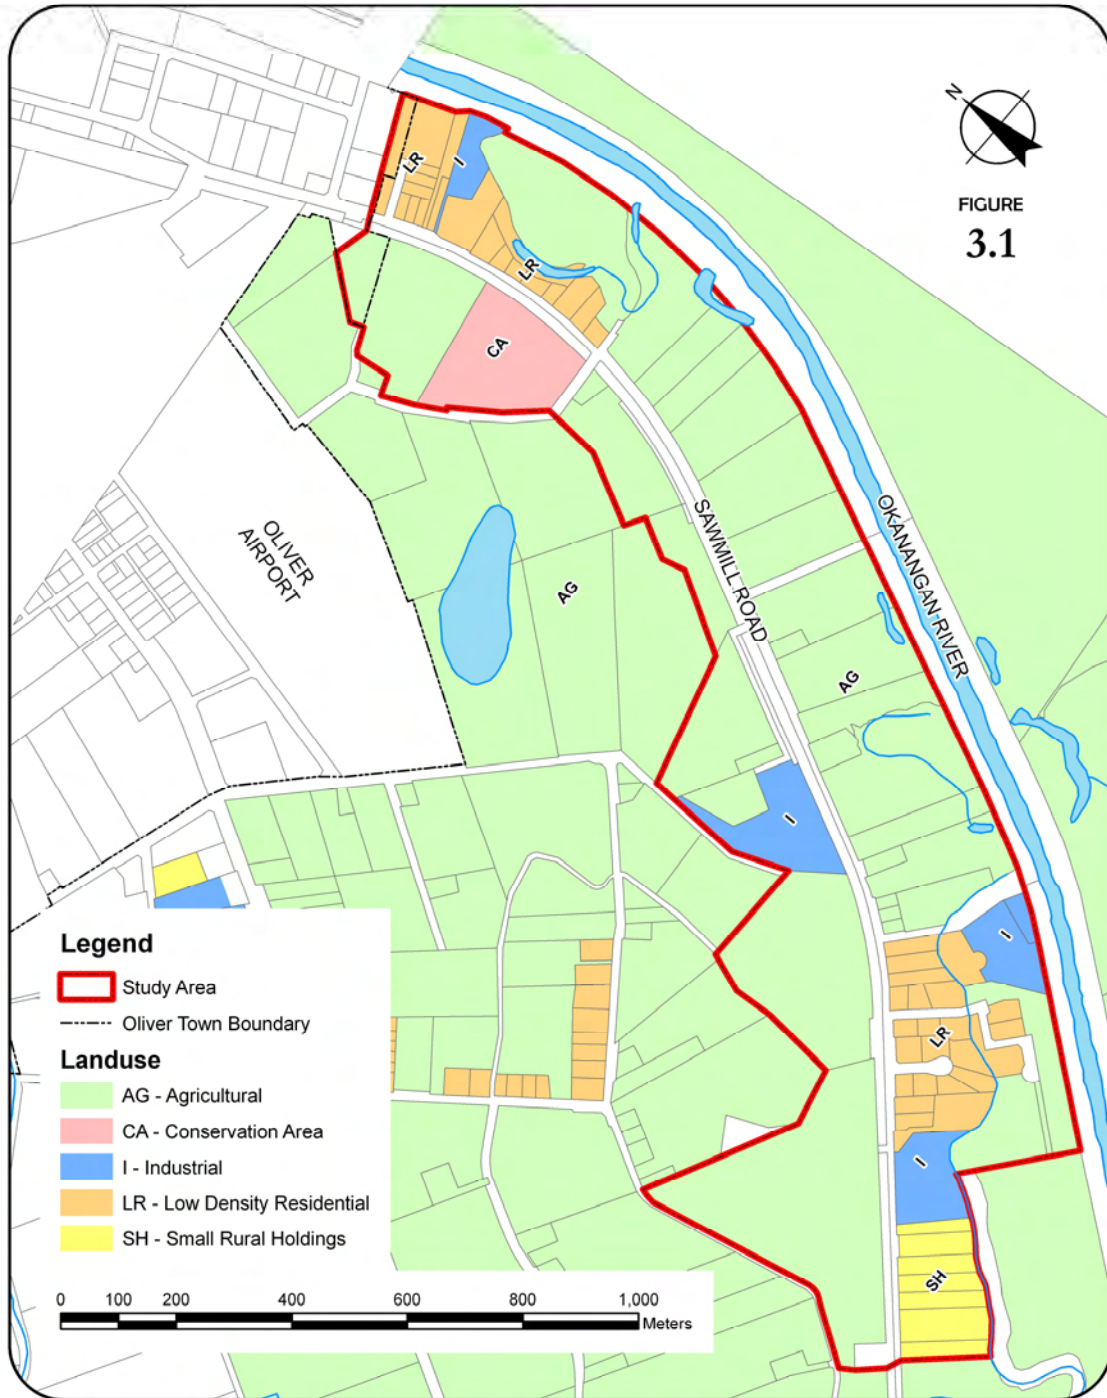 N
FIGURE
3.1
LR
I
LR
CA
OLIVER
AIRPORT
AG
SAWMILL ROAD
OKANANGAN RIVER
AG
I
I
LR
I
SH
Legend
Study Area
Oliver Town Boundary
Landuse
AG - Agricultural
CA - Conservation Area
I - Industrial
LR - Low Density Residential
SH - Small Rural Holdings
0 100 200 400 600 800 1,000
Meters